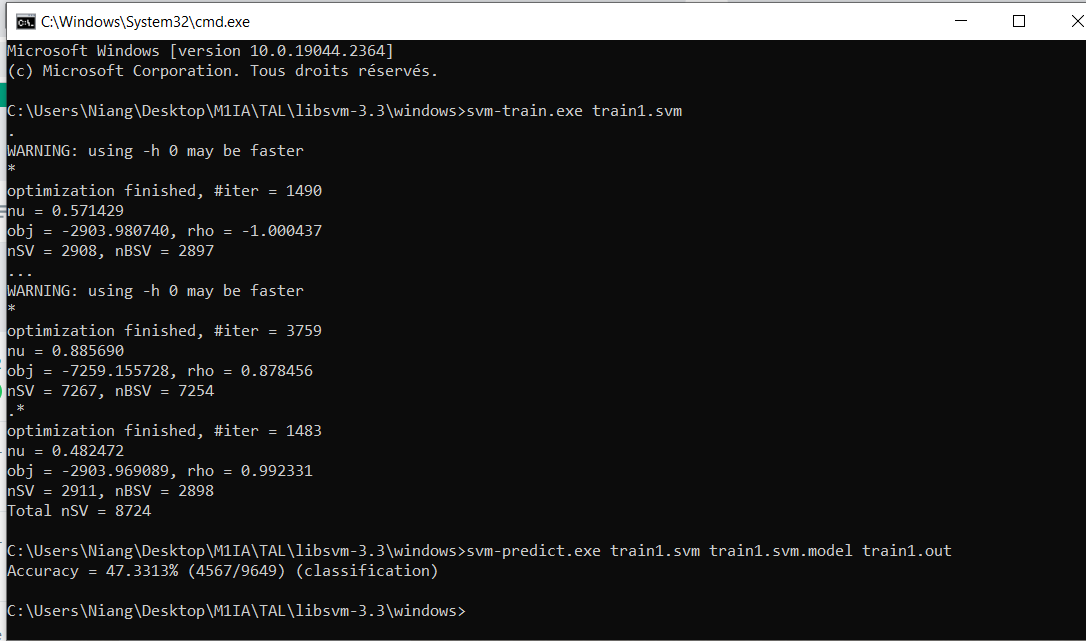 C:\Windows\System32\cmd.exe
Microsoft Windows [version 10.0.19044.2364]
(c) Microsoft Corporation. Tous droits réservés.
C:\Users\Niang\Desktop\M1IA\TAL\libsvm-3.3\windows>svm-train.exe train1.svm
.
WARNING: using -h 0 may be faster
*
optimization finished, #iter = 1490
nu = 0.571429
obj = -2903.980740, rho = -1.000437
nSV = 2908, nBSV = 2897
...
WARNING: using -h 0 may be faster
*
optimization finished, #iter = 3759
nu = 0.885690
obj = -7259.155728, rho = 0.878456
nSV = 7267, nBSV = 7254
.*
optimization finished, #iter = 1483
nu = 0.482472
obj = -2903.969089, rho = 0.992331
nSV = 2911, nBSV = 2898
Total nSV = 8724
C:\Users\Niang\Desktop\M1IA\TAL\libsvm-3.3\windows>svm-predict.exe train1.svm train1.svm.model train1.out
Accuracy = 47.3313% (4567/9649) (classification)
C:\Users\Niang\Desktop\M1IA\TAL\libsvm-3.3\windows>